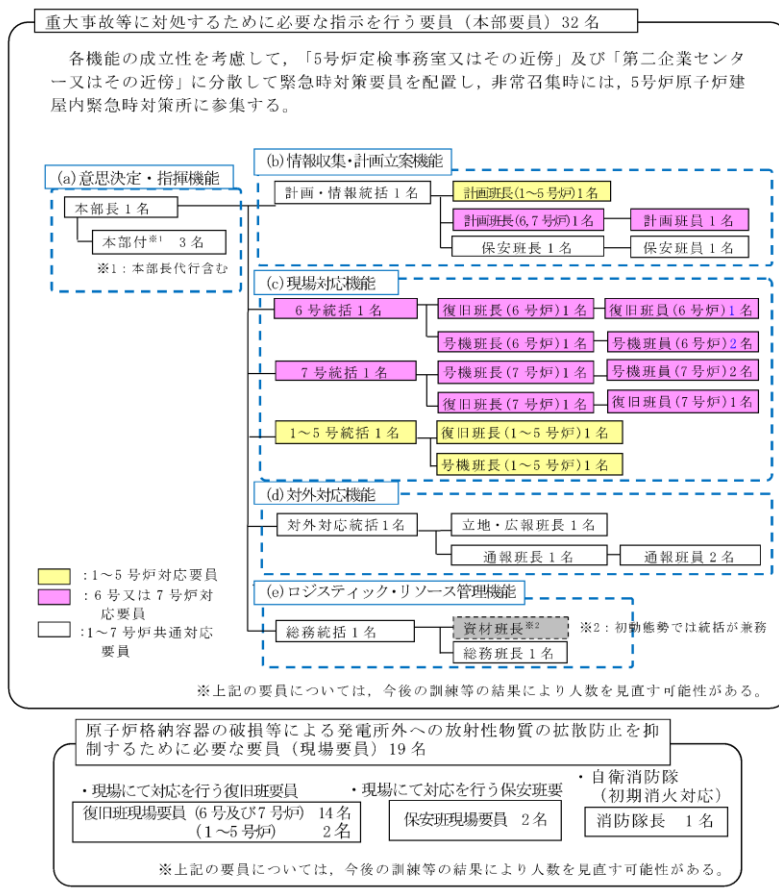 重大事故等に対処するために必要な指示を行う要員（本部要員）32名
各機能の成立性を考慮して，「5号炉定検事務室又はその近傍」及び「第二企業センタ
ー又はその近傍」に分散して緊急時対策要員を配置し，非常召集時には，5号炉原子炉建
屋内緊急時対策所に参集する。
(a)意思決定・指揮機能
本部長1名
本部付※1 3名
※1：本部長代行含む
(b)情報収集・計画立案機能
計画・情報統括1名
計画班長(1～5号炉)1名
計画班長(6,7号炉)1名
計画班員1名
保安班長1名
保安班員1名
(c)現場対応機能
6号統括1名
復旧班長(6号炉)1名
復旧班員(6号炉)1名
号機班長(6号炉)1名
号機班員(6号炉)2名
7号統括1名
号機班長(7号炉)1名
号機班員(7号炉)2名
復旧班長(7号炉)1名
復旧班員(7号炉)1名
1～5号統括1名
復旧班長(1～5号炉)1名
号機班長(1～5号炉)1名
(d)対外対応機能
対外対応統括1名
立地・広報班長1名
通報班長1名
通報班員2名
(e)ロジスティック・リソース管理機能
総務統括1名
資材班長※2
※2：初動態勢では統括が兼務
総務班長1名
：1～5号炉対応要員
：6号又は7号炉対
応要員
：1～7号炉共通対応
要員
※上記の要員については，今後の訓練等の結果により人数を見直す可能性がある。
原子炉格納容器の破損等による発電所外への放射性物質の拡散防止を抑
制するために必要な要員（現場要員）19名
・現場にて対応を行う復旧班要員
復旧班現場要員（6号及び7号炉） 14名
（1～5号炉） 2名
・現場にて対応を行う保安班要
保安班現場要員 2名
・自衛消防隊
（初期消火対応）
消防隊長 1名
※上記の要員については，今後の訓練等の結果により人数を見直す可能性がある。